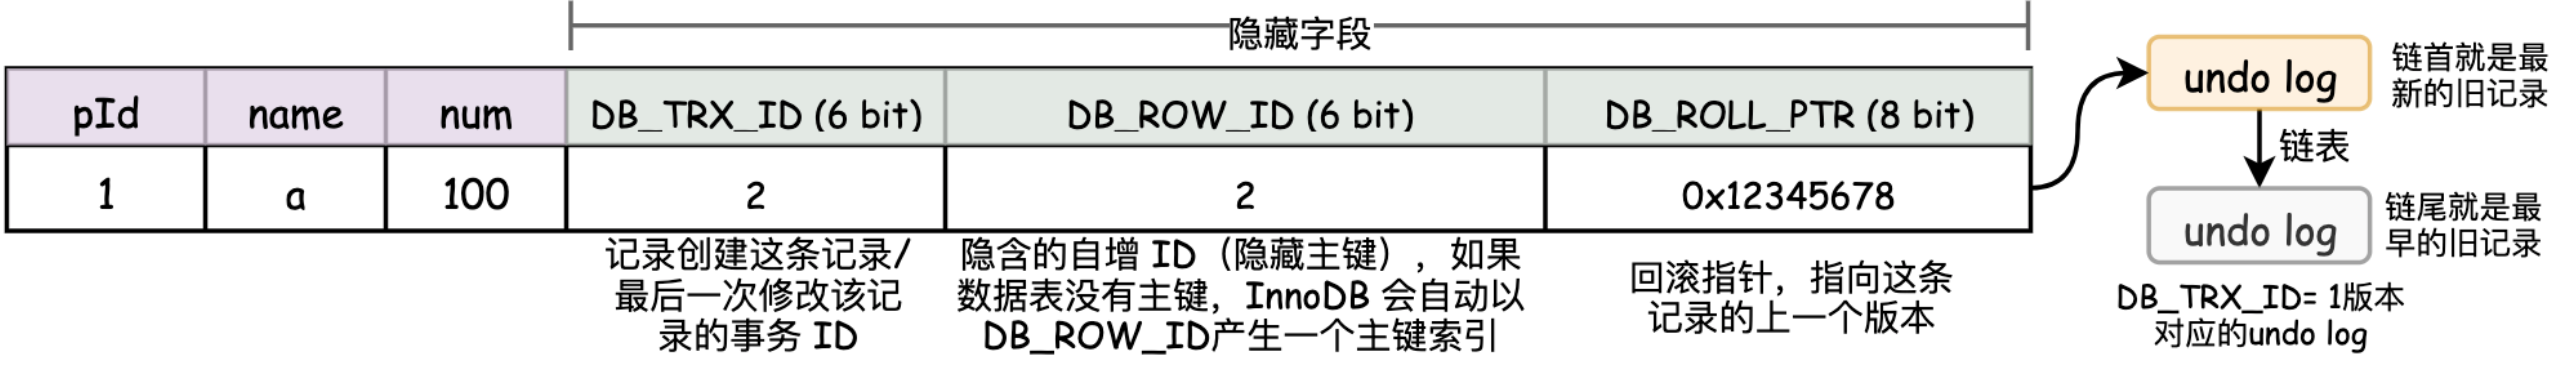 隐藏字段
pId name num DB_TRX_ID (6 bit) DB_ROW_ID (6 bit) DB_ROLL_PTR (8 bit)
1 a 100 2 2 0x12345678
记录创建这条记录/
最后一次修改该记
录的事务 ID
隐含的自增 ID（隐藏主键），如果
数据表没有主键，InnoDB 会自动以
DB_ROW_ID产生一个主键索引
回滚指针，指向这条
记录的上一个版本
undo log
链首就是最
新的旧记录
链表
undo log
链尾就是最
早的旧记录
DB_TRX_ID= 1版本
对应的undo log